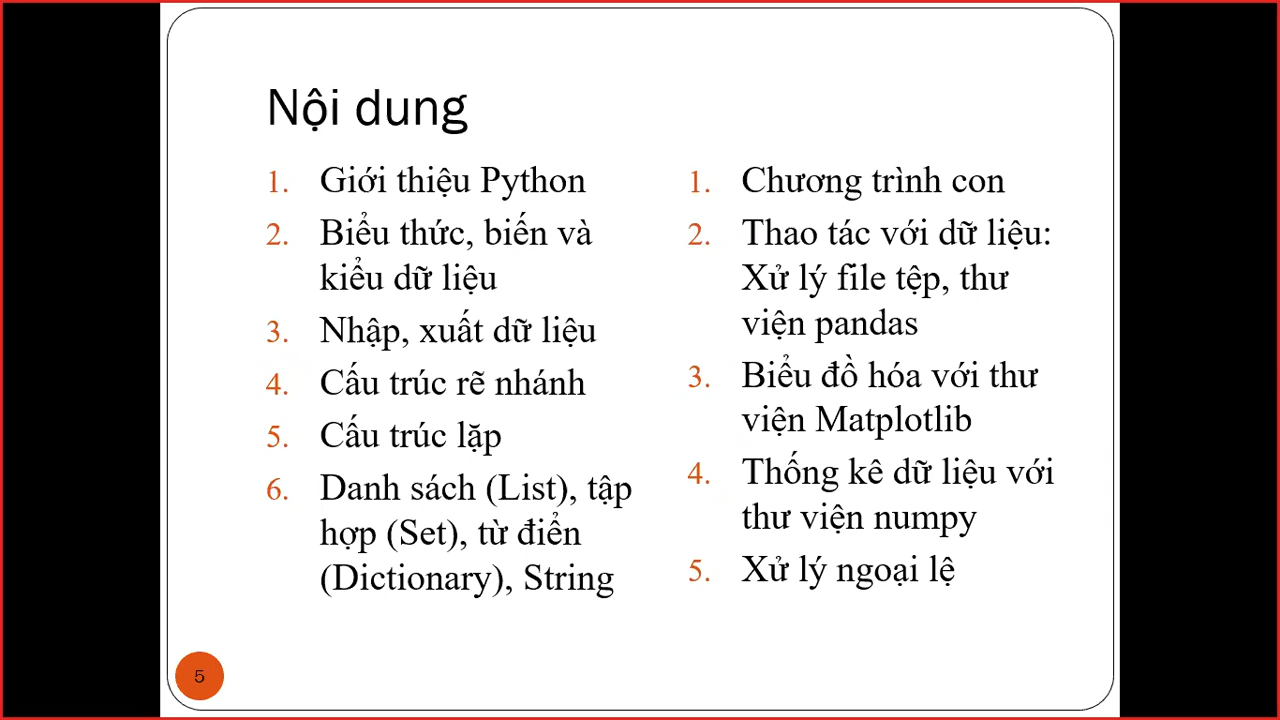 Nội dung
1. Giới thiệu Python
2. Biểu thức, biến và
kiểu dữ liệu
3. Nhập, xuất dữ liệu
4. Cấu trúc rẽ nhánh
5. Cấu trúc lặp
6. Danh sách (List), tập
hợp (Set), từ điển
(Dictionary), String
1. Chương trình con
2. Thao tác với dữ liệu:
Xử lý file tệp, thư
viện pandas
3. Biểu đồ hóa với thư
viện Matplotlib
4. Thống kê dữ liệu với
thư viện numpy
5. Xử lý ngoại lệ
5